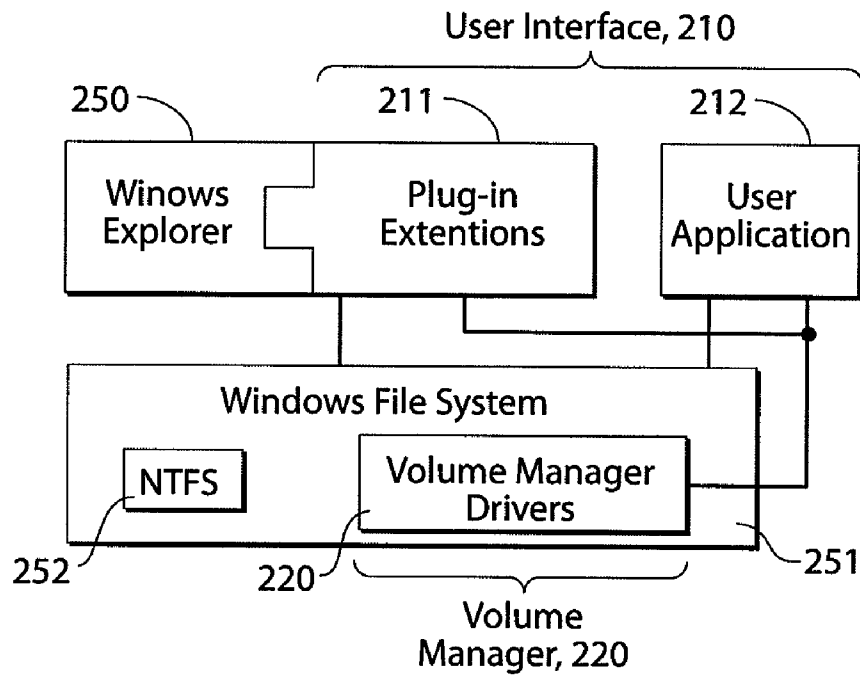 User Interface, 210
250
211
212
Winows
Explorer
Plug-in
Extentions
User
Application
Windows File System
NTFS
Volume Manager
Drivers
252
220
251
Volume
Manager, 220